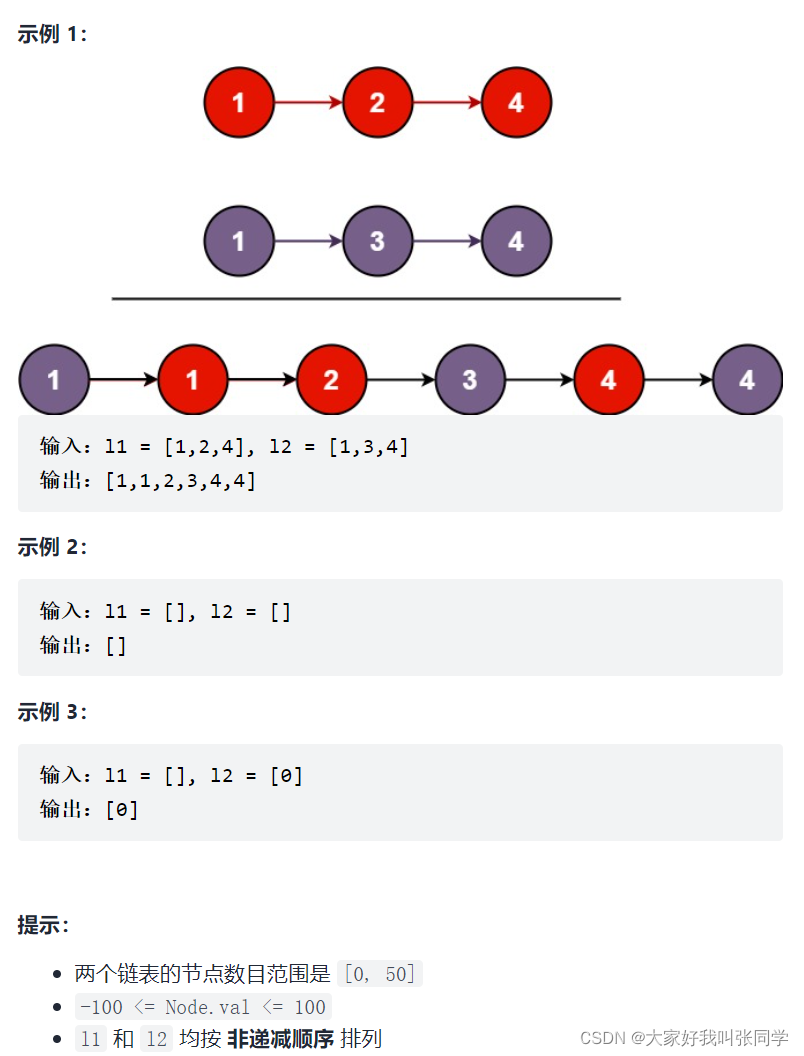 示例 1：
1 2 4
1 3 4
1 1 2 3 4 4
输入：l1 = [1,2,4], l2 = [1,3,4]
输出：[1,1,2,3,4,4]
示例 2：
输入：l1 = [], l2 = []
输出：[]
示例 3：
输入：l1 = [], l2 = [0]
输出：[0]
提示：
两个链表的节点数目范围是 [0, 50]
-100 <= Node.val <= 100
l1 和 l2 均按 非递减顺序 排列
CSDN @大家好我叫张同学